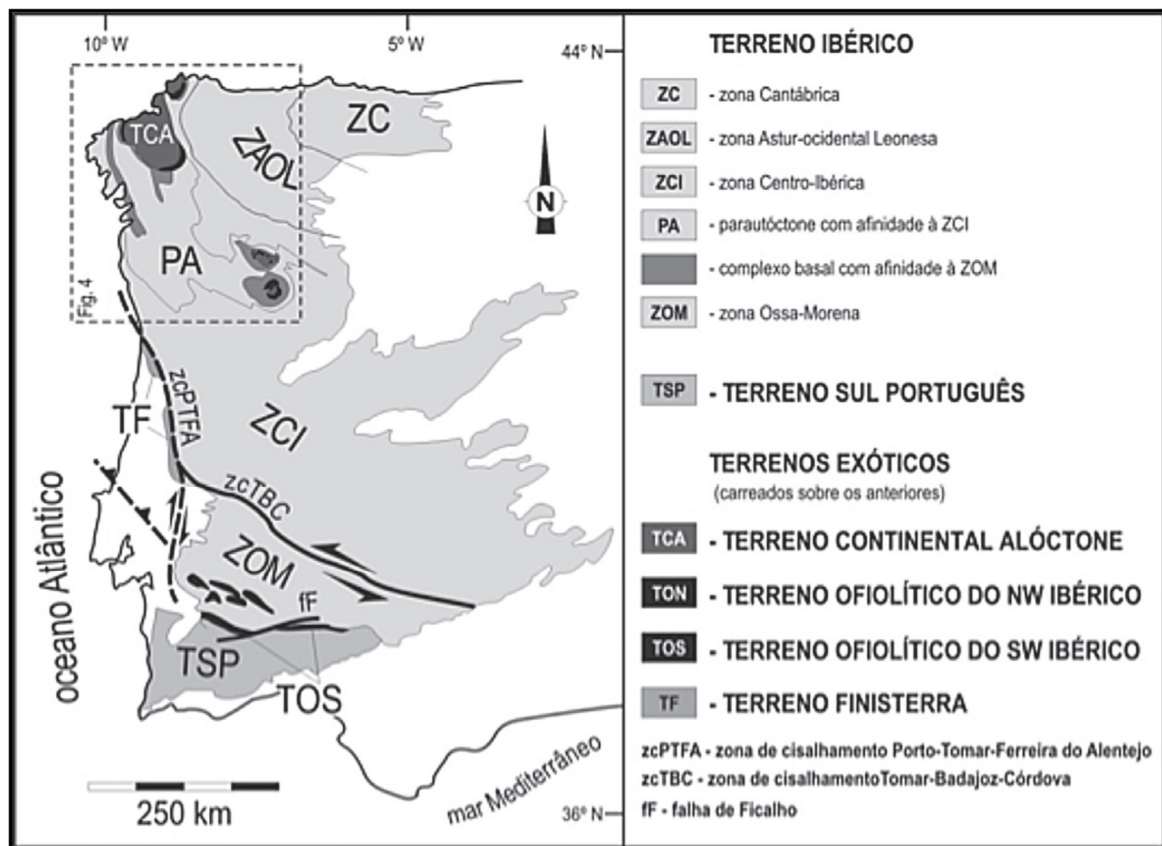 10º W
5º W
44º N
TCA
ZC
ZAOL
N
PA
Fig. 4
zcPTFA
TF
ZCI
zcTBC
oceano Atlântico
ZOM
fF
TSP
TOS
mar Mediterrâneo
250 km
36º N
TERRENO IBÉRICO
ZC - zona Cantábrica
ZAOL - zona Astur-ocidental Leonesa
ZCI - zona Centro-Ibérica
PA - parautóctone com afinidade à ZCI
- complexo basal com afinidade à ZOM
ZOM - zona Ossa-Morena
TSP - TERRENO SUL PORTUGUÊS
TERRENOS EXÓTICOS
(carreados sobre os anteriores)
TCA - TERRENO CONTINENTAL ALÓCTONE
TON - TERRENO OFIOLÍTICO DO NW IBÉRICO
TOS - TERRENO OFIOLÍTICO DO SW IBÉRICO
TF - TERRENO FINISTERRA
zcPTFA - zona de cisalhamento Porto-Tomar-Ferreira do Alentejo
zcTBC - zona de cisalhamentoTomar-Badajoz-Córdova
fF - falha de Ficalho